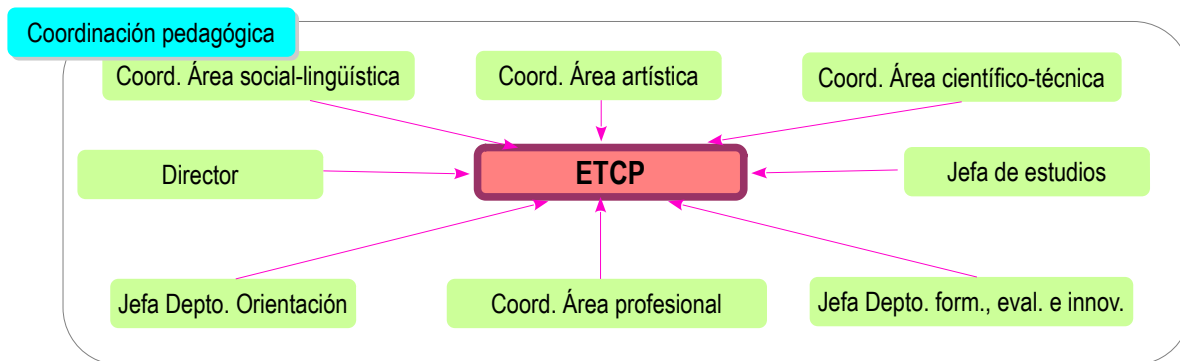 Coordinación pedagógica
Coord. Área social-lingüística
Coord. Área artística
Coord. Área científico-técnica
Director
ETCP
Jefa de estudios
Jefa Depto. Orientación
Coord. Área profesional
Jefa Depto. form., eval. e innov.